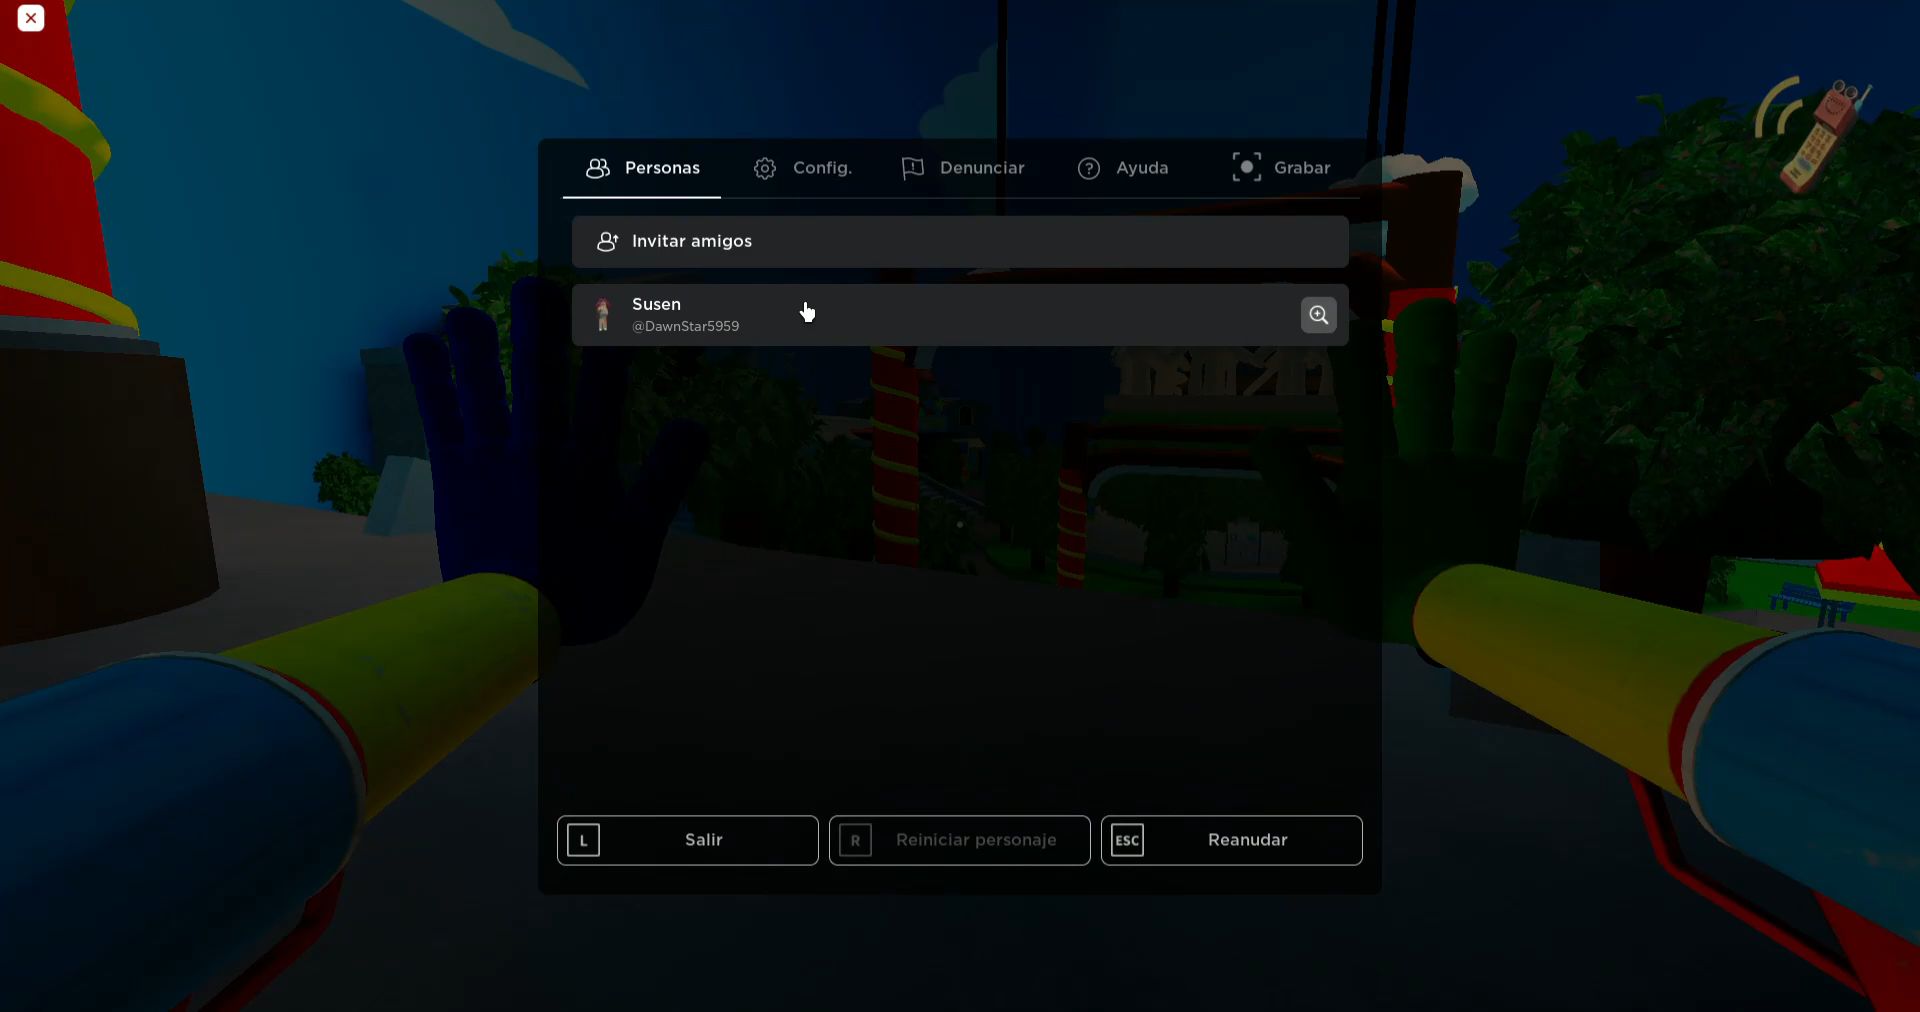 Personas
Config.
Denunciar
Ayuda
Grabar
Invitar amigos
Susen
@DawnStar5959
L
Salir
R
Reiniciar personaje
ESC
Reanudar